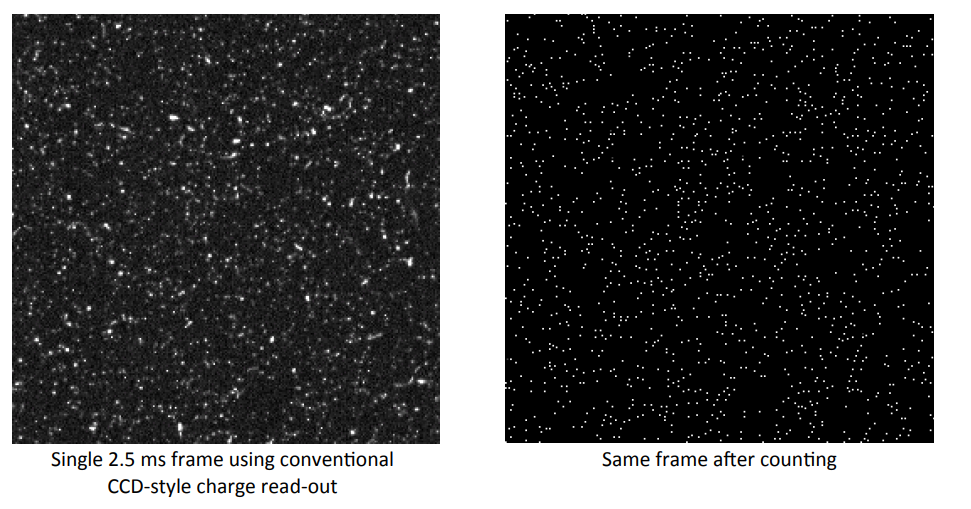 Single 2.5 ms frame using conventional
CCD-style charge read-out
Same frame after counting